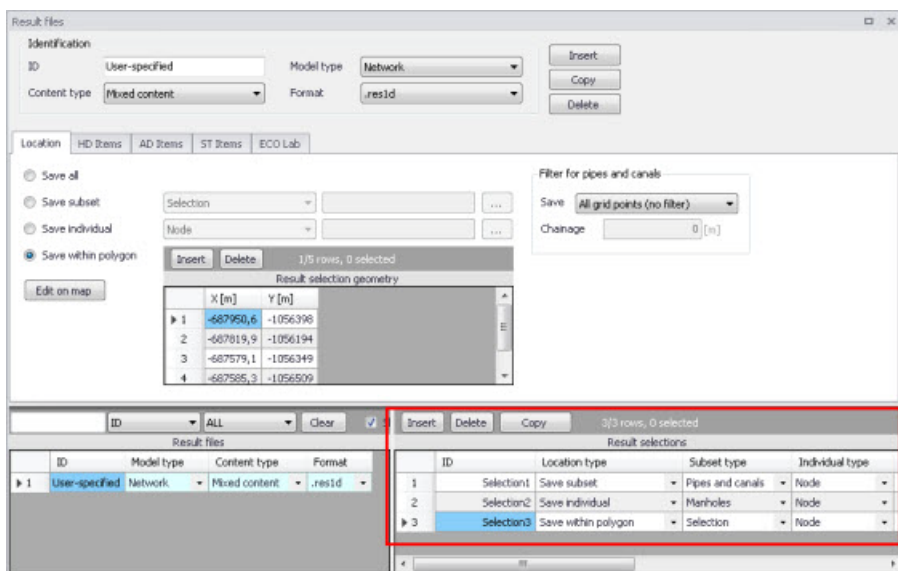 Result files
Identification
ID User-specified Model type Network Insert
Content type Mixed content Format .res1d Copy
Delete
Location HD Items AD Items ST Items ECO Lab
Save all
Save subset Selection ...
Save individual Node ...
Save within polygon Insert Delete 1/5 rows, 0 selected
Edit on map Result selection geometry
X [m] Y [m]
1 -687950,6 -1056398
2 -687819,9 -1056194
3 -687579,1 -1056349
4 -687585,3 -1056509
Filter for pipes and canals
Save All grid points (no filter)
Chainage 0 [m]
ID ALL Clear
Result files
ID Model type Content type Format
1 User-specified Network Mixed content .res1d
Insert Delete Copy 3/3 rows, 0 selected
Result selections
ID Location type Subset type Individual type
1 Selection1 Save subset Pipes and canals Node
2 Selection2 Save individual Manholes Node
3 Selection3 Save within polygon Selection Node